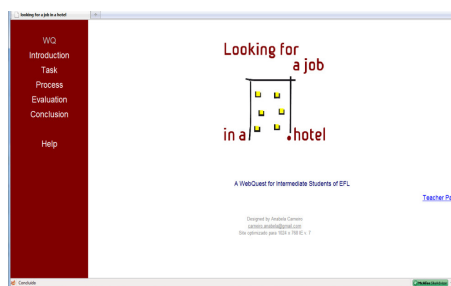 looking for a job in a hotel
WQ
Introduction
Task
Process
Evaluation
Conclusion
Help
Looking for
a job
in a
.hotel
A WebQuest for Intermediate Students of EFL
Teacher Pa
Designed by Anabela Carneiro
carneiro.anabela@gmail.com
Site optimizado para 1024 x 768 IE v. 7
Concluído